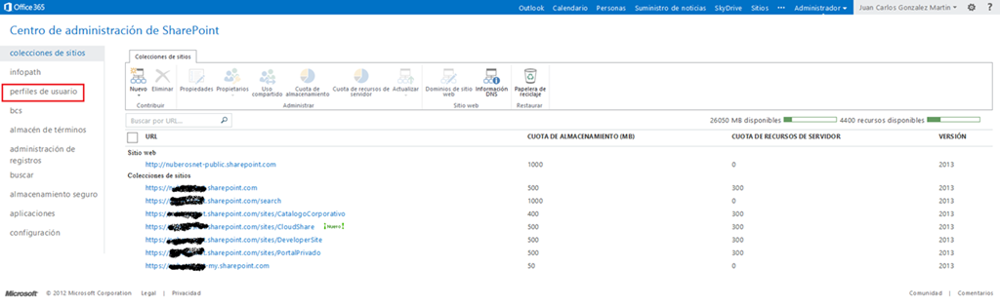 Office 365
Outlook Calendario Personas Suministro de noticias SkyDrive Sitios ··· Administrador Juan Carlos Gonzalez Martin ?
Centro de administración de SharePoint
colecciones de sitios
infopath
perfiles de usuario
bcs
almacén de términos
administración de
registros
buscar
almacenamiento seguro
aplicaciones
configuración
Colecciones de sitios
Nuevo Eliminar Propiedades Propietarios Uso compartido Cuota de almacenamiento Cuota de recursos de servidor Actualizar Dominios de sitio web Información DNS Papelera de reciclaje
Contribuir Administrar Sitio web Restaurar
Buscar por URL...
26050 MB disponibles 4400 recursos disponibles
URL CUOTA DE ALMACENAMIENTO (MB) CUOTA DE RECURSOS DE SERVIDOR VERSIÓN
Sitio web
http://nuberosnet-public.sharepoint.com 1000 0 2013
Colecciones de sitios
https:// .sharepoint.com 500 300 2013
https:// .sharepoint.com/search 1000 0 2013
https:// .sharepoint.com/sites/CatalogoCorporativo 400 300 2013
https:// .sharepoint.com/sites/CloudShare ¡Nuevo! 500 300 2013
https:// .sharepoint.com/sites/DeveloperSite 500 300 2013
https:// .sharepoint.com/sites/PortalPrivado 500 300 2013
https:// -my.sharepoint.com 50 0 2013
Microsoft © 2012 Microsoft Corporation Legal | Privacidad Comunidad | Comentarios